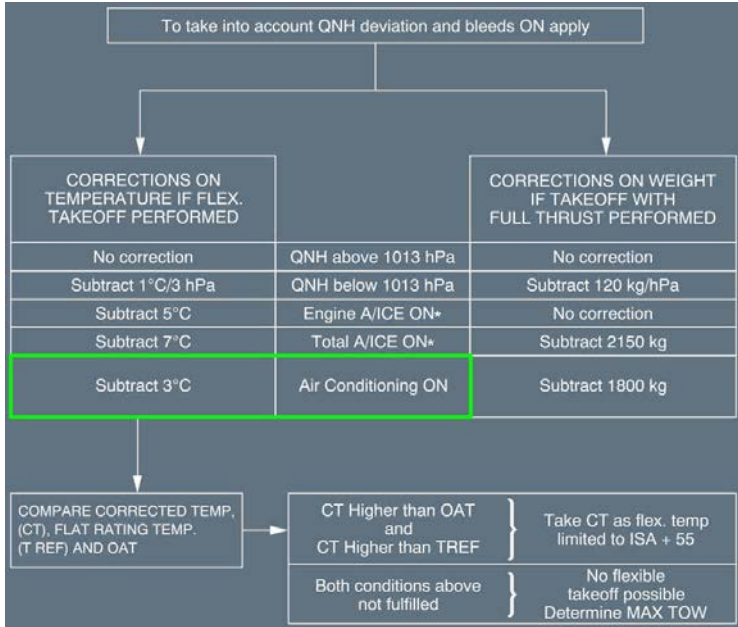 To take into account QNH deviation and bleeds ON apply
CORRECTIONS ON
TEMPERATURE IF FLEX.
TAKEOFF PERFORMED
CORRECTIONS ON WEIGHT
IF TAKEOFF WITH
FULL THRUST PERFORMED
No correction
QNH above 1013 hPa
No correction
Subtract 1°C/3 hPa
QNH below 1013 hPa
Subtract 120 kg/hPa
Subtract 5°C
Engine A/ICE ON*
No correction
Subtract 7°C
Total A/ICE ON*
Subtract 2150 kg
Subtract 3°C
Air Conditioning ON
Subtract 1800 kg
COMPARE CORRECTED TEMP,
(CT), FLAT RATING TEMP.
(T REF) AND OAT
CT Higher than OAT
and
CT Higher than TREF
Take CT as flex. temp
limited to ISA + 55
Both conditions above
not fulfilled
No flexible
takeoff possible
Determine MAX TOW